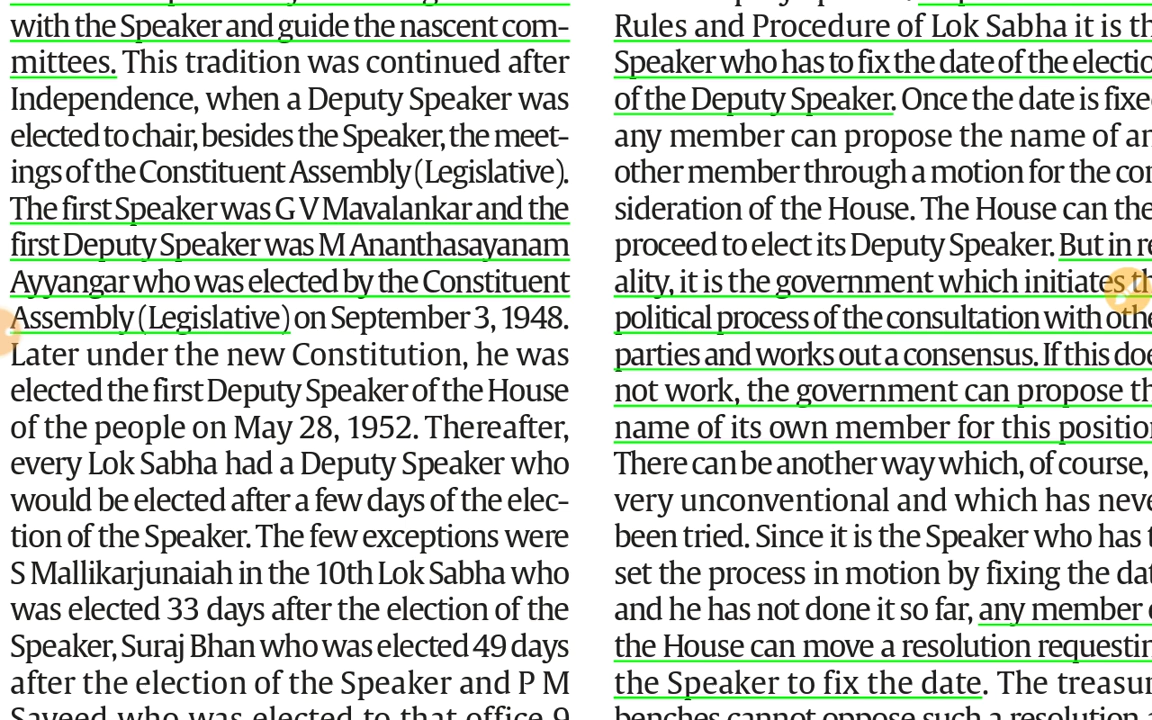 with the Speaker and guide the nascent com-
mittees. This tradition was continued after
Independence, when a Deputy Speaker was
elected to chair, besides the Speaker, the meet-
ings of the Constituent Assembly (Legislative).
The first Speaker was G V Mavalankar and the
first Deputy Speaker was M Ananthasayanam
Ayyangar who was elected by the Constituent
Assembly (Legislative) on September 3, 1948.
Later under the new Constitution, he was
elected the first Deputy Speaker of the House
of the people on May 28, 1952. Thereafter,
every Lok Sabha had a Deputy Speaker who
would be elected after a few days of the elec-
tion of the Speaker. The few exceptions were
S Mallikarjunaiah in the 10th Lok Sabha who
was elected 33 days after the election of the
Speaker, Suraj Bhan who was elected 49 days
after the election of the Speaker and P M
Sayeed who was elected to that office 9
Rules and Procedure of Lok Sabha it is th
Speaker who has to fix the date of the electio
of the Deputy Speaker. Once the date is fixe
any member can propose the name of an
other member through a motion for the con
sideration of the House. The House can the
proceed to elect its Deputy Speaker. But in re
ality, it is the government which initiates th
political process of the consultation with othe
parties and works out a consensus. If this doe
not work, the government can propose th
name of its own member for this position
There can be another way which, of course,
very unconventional and which has neve
been tried. Since it is the Speaker who has t
set the process in motion by fixing the dat
and he has not done it so far, any member o
the House can move a resolution requestin
the Speaker to fix the date. The treasur
benches cannot oppose such a resolution a